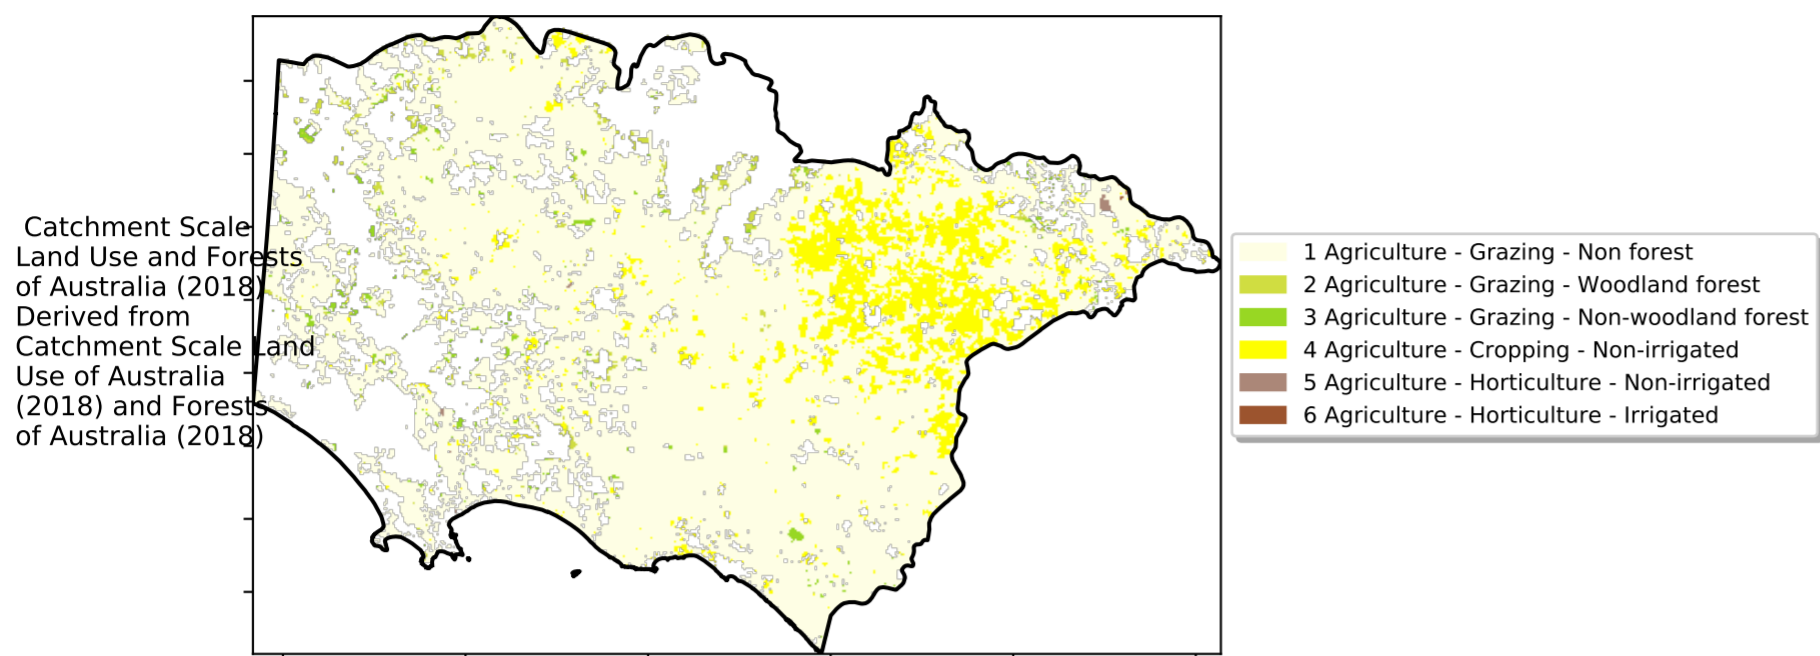 Catchment Scale
Land Use and Forests
of Australia (2018)
Derived from
Catchment Scale Land
Use of Australia
(2018) and Forests
of Australia (2018)
1 Agriculture - Grazing - Non forest
2 Agriculture - Grazing - Woodland forest
3 Agriculture - Grazing - Non-woodland forest
4 Agriculture - Cropping - Non-irrigated
5 Agriculture - Horticulture - Non-irrigated
6 Agriculture - Horticulture - Irrigated